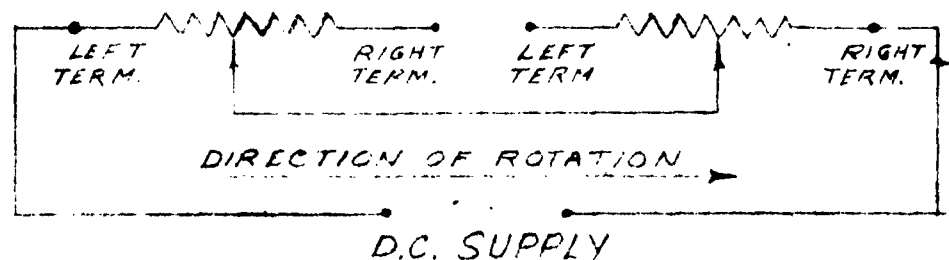 LEFT
TERM.
RIGHT
TERM.
LEFT
TERM
RIGHT
TERM.
DIRECTION OF ROTATION
D.C. SUPPLY